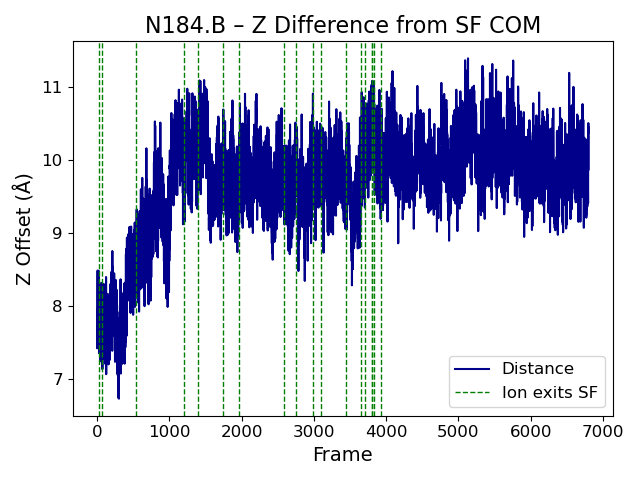 N184.B – Z Difference from SF COM
Z Offset (Å)
11
10
9
8
7
Distance
Ion exits SF
0 1000 2000 3000 4000 5000 6000 7000
Frame